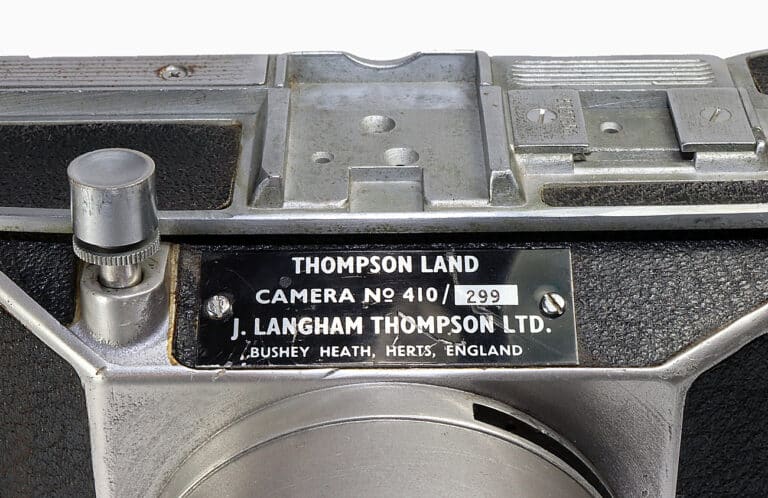 THOMPSON LAND
CAMERA Nº 410/299
J. LANGHAM THOMPSON LTD.
BUSHEY HEATH, HERTS, ENGLAND